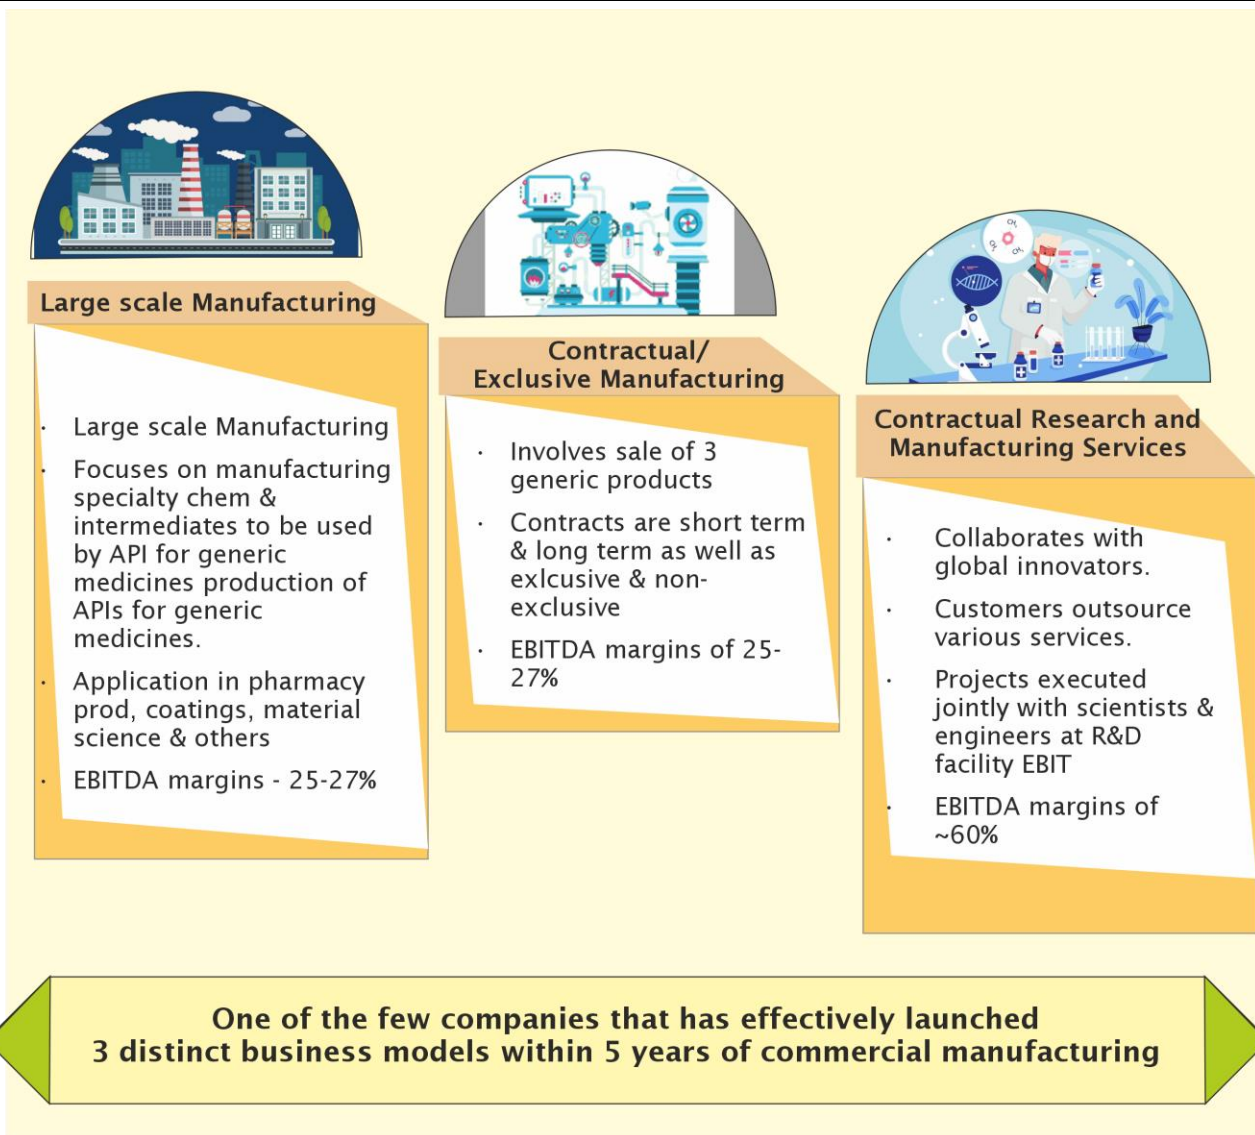 Large scale Manufacturing
· Large scale Manufacturing
· Focuses on manufacturing
specialty chem &
intermediates to be used
by API for generic
medicines production of
APIs for generic
medicines.
· Application in pharmacy
prod, coatings, material
science & others
· EBITDA margins - 25-27%
Contractual/
Exclusive Manufacturing
· Involves sale of 3
generic products
· Contracts are short term
& long term as well as
exlcusive & non-
exclusive
· EBITDA margins of 25-
27%
CH₃
O₂
CH₃
Contractual Research and
Manufacturing Services
· Collaborates with
global innovators.
· Customers outsource
various services.
· Projects executed
jointly with scientists &
engineers at R&D
facility EBIT
· EBITDA margins of
~60%
One of the few companies that has effectively launched
3 distinct business models within 5 years of commercial manufacturing